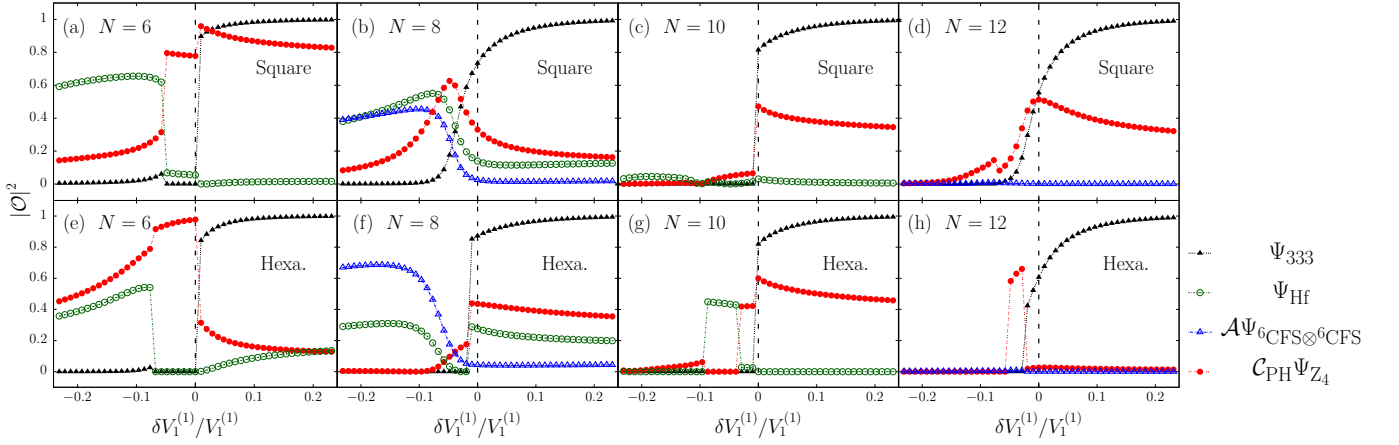 (a) N = 6 Square
(b) N = 8 Square
(c) N = 10 Square
(d) N = 12 Square
1
0.8
0.6
0.4
0.2
0
(e) N = 6 Hexa.
(f) N = 8 Hexa.
(g) N = 10 Hexa.
(h) N = 12 Hexa.
1
0.8
0.6
0.4
0.2
0
|𝒪|²
−0.2 −0.1 0 0.1 0.2
−0.2 −0.1 0 0.1 0.2
−0.2 −0.1 0 0.1 0.2
−0.2 −0.1 0 0.1 0.2
δV₁⁽¹⁾/V₁⁽¹⁾
δV₁⁽¹⁾/V₁⁽¹⁾
δV₁⁽¹⁾/V₁⁽¹⁾
δV₁⁽¹⁾/V₁⁽¹⁾
Ψ₃₃₃
Ψ_Hf
𝒜Ψ_⁶CFS⊗⁶CFS
𝒞_PHΨ_Z₄